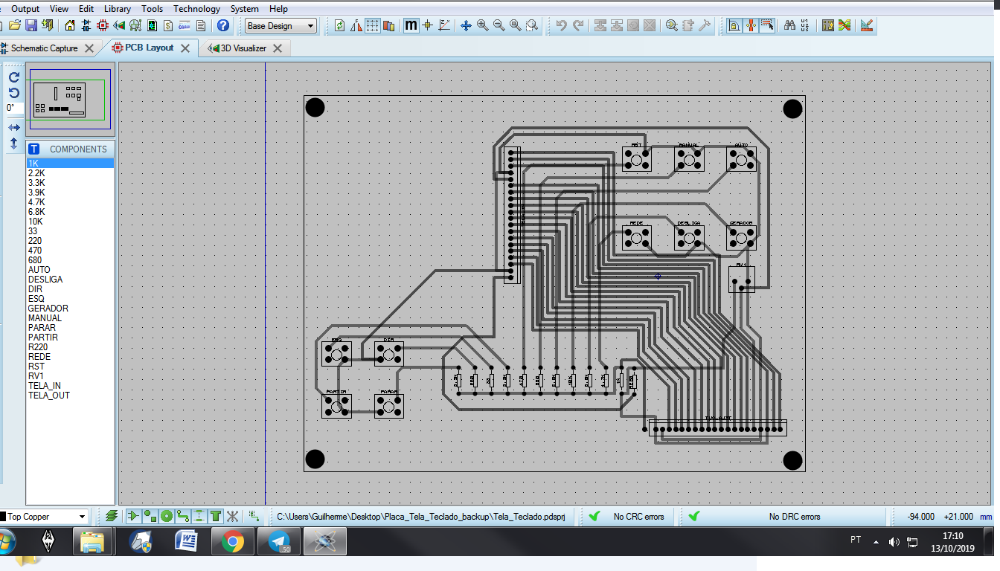 Output View Edit Library Tools Technology System Help
Base Design
Schematic Capture PCB Layout 3D Visualizer
0°
T COMPONENTS
1K
2.2K
3.3K
3.9K
4.7K
6.8K
10K
33
220
470
680
AUTO
DESLIGA
DIR
ESQ
GERADOR
MANUAL
PARAR
PARTIR
R220
REDE
RST
RV1
TELA_IN
TELA_OUT
RST MANUAL AUTO
REDE DESLIGA GERADOR
RV1
ESQ DIR
PARTIR PARAR
Top Copper C:\Users\Guilherme\Desktop\Placa_Tela_Teclado_backup\Tela_Teclado.pdsprj No CRC errors No DRC errors -94.000 +21.000 mm
50
PT 17:10
13/10/2019